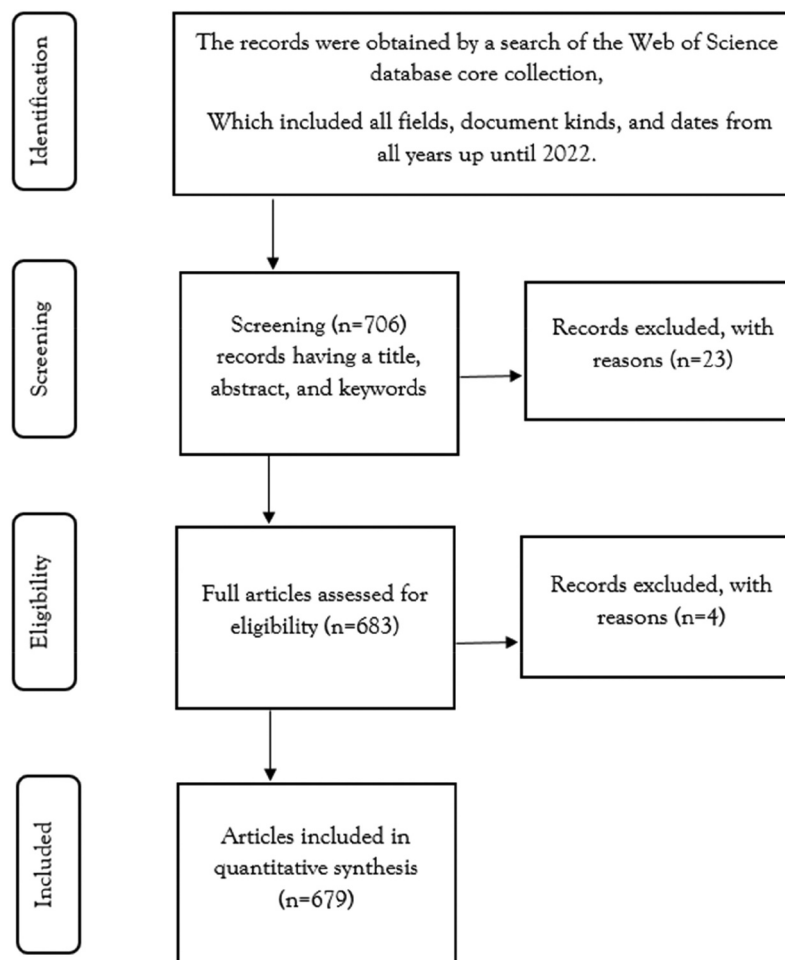 Identification
The records were obtained by a search of the Web of Science
database core collection,
Which included all fields, document kinds, and dates from
all years up until 2022.
Screening
Screening (n=706)
records having a title,
abstract, and keywords
Records excluded, with
reasons (n=23)
Eligibility
Full articles assessed for
eligibility (n=683)
Records excluded, with
reasons (n=4)
Included
Articles included in
quantitative synthesis
(n=679)